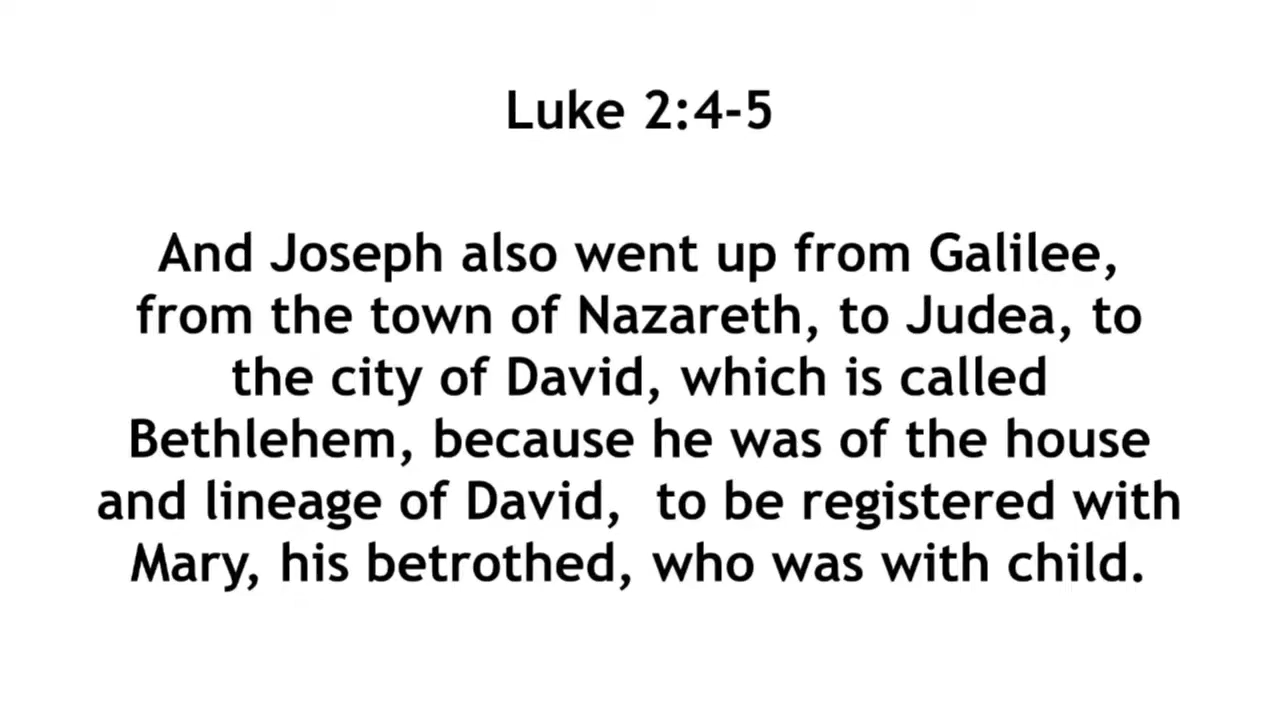 Luke 2:4-5
And Joseph also went up from Galilee,
from the town of Nazareth, to Judea, to
the city of David, which is called
Bethlehem, because he was of the house
and lineage of David,  to be registered with
Mary, his betrothed, who was with child.